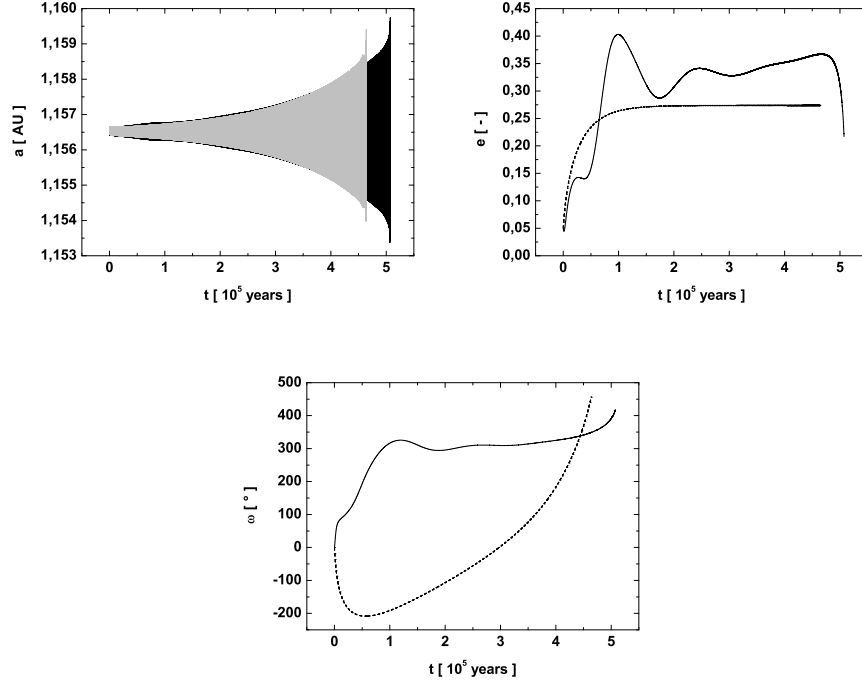 1,160
1,159
1,158
1,157
1,156
1,155
1,154
1,153
a [ AU ]
0 1 2 3 4 5
t [ 10⁵ years ]
0,45
0,40
0,35
0,30
0,25
0,20
0,15
0,10
0,05
0,00
e [ - ]
0 1 2 3 4 5
t [ 10⁵ years ]
500
400
300
200
100
0
-100
-200
ω [ ° ]
0 1 2 3 4 5
t [ 10⁵ years ]